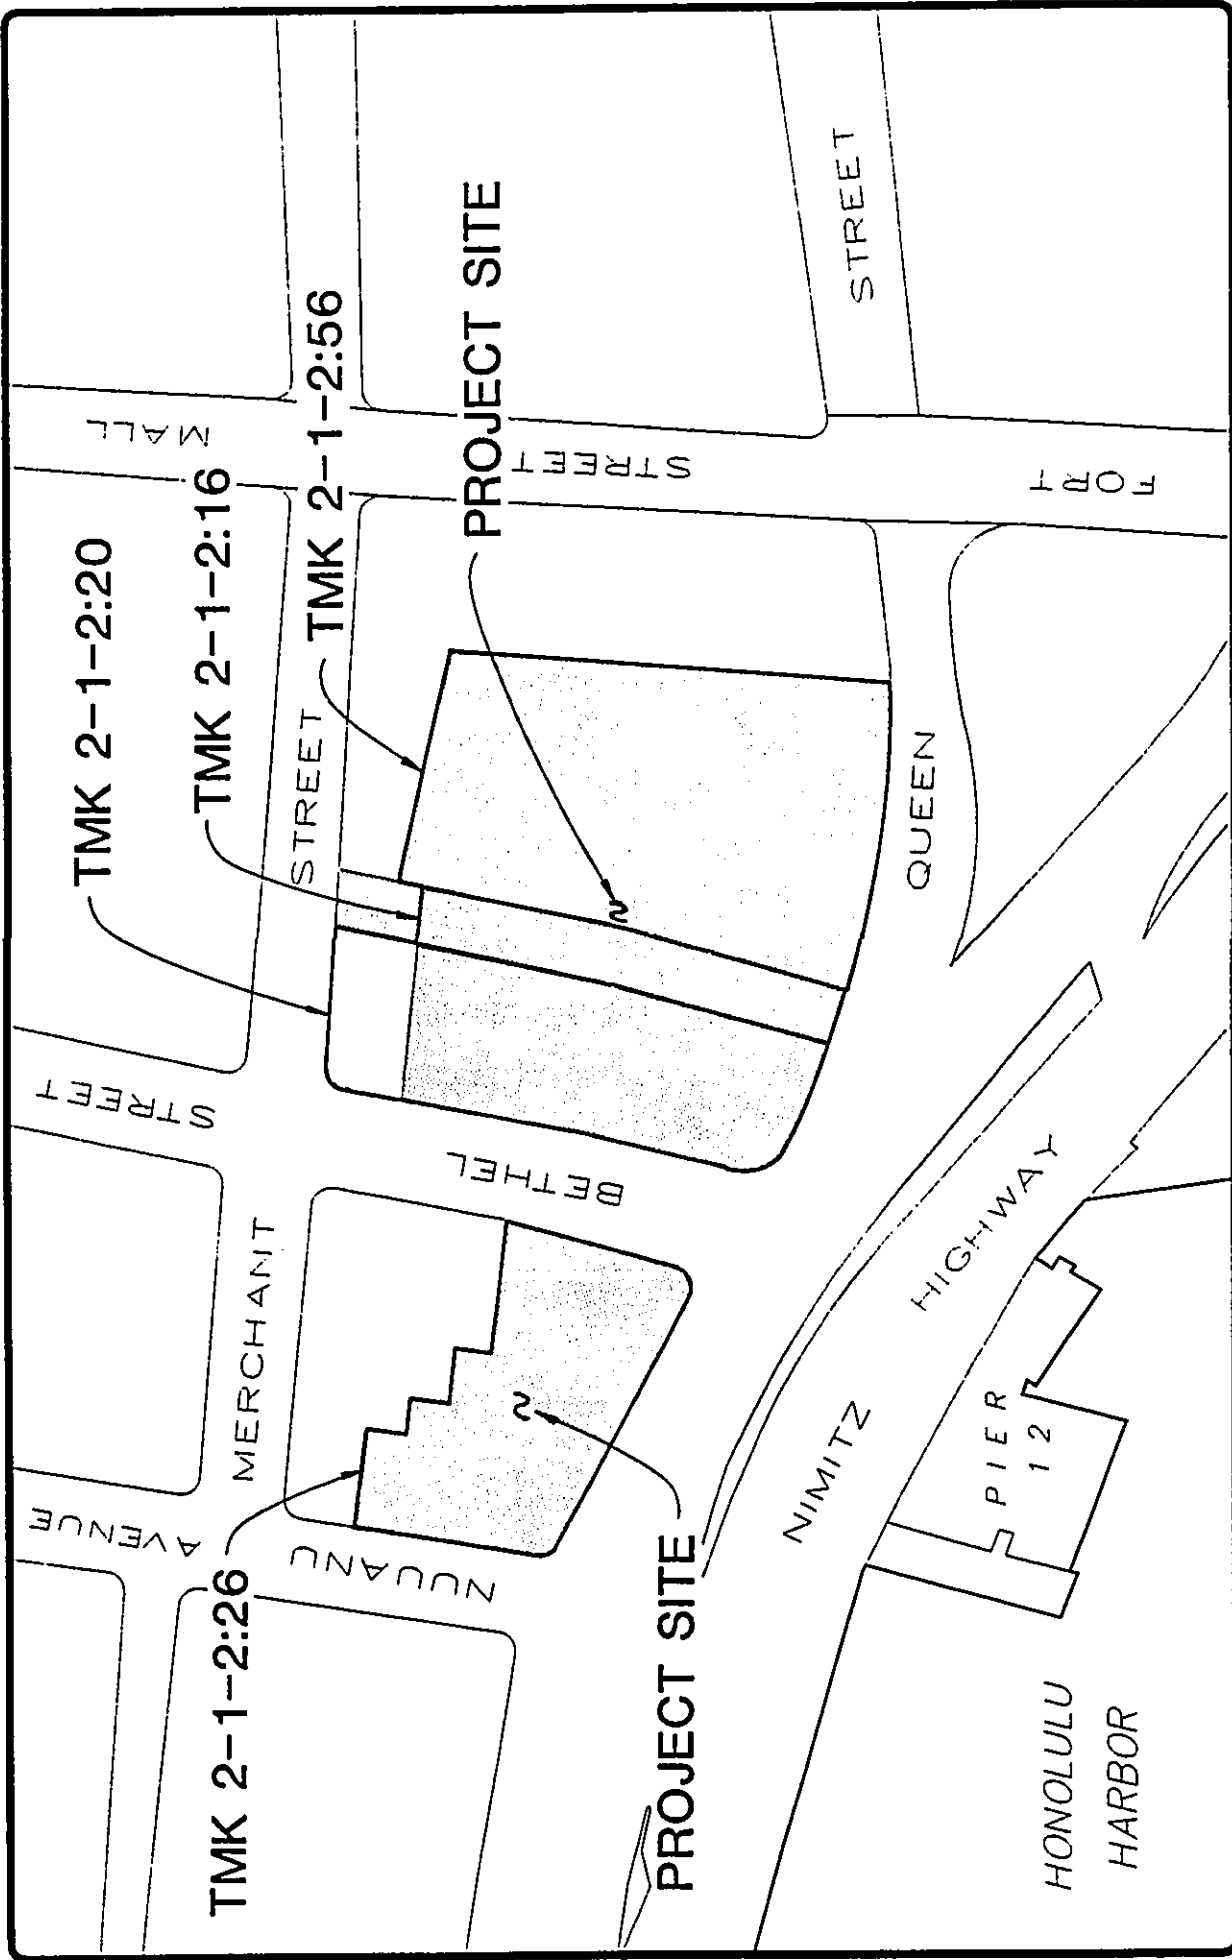 TMK 2-1-2:20
TMK 2-1-2:16
TMK 2-1-2:56
PROJECT SITE
TMK 2-1-2:26
PROJECT SITE
AVENUE
NUUANU
MERCHANT
STREET
STREET
BETHEL
MALL
STREET
FORT
QUEEN
STREET
NIMITZ
HIGHWAY
PIER
12
HONOLULU
HARBOR